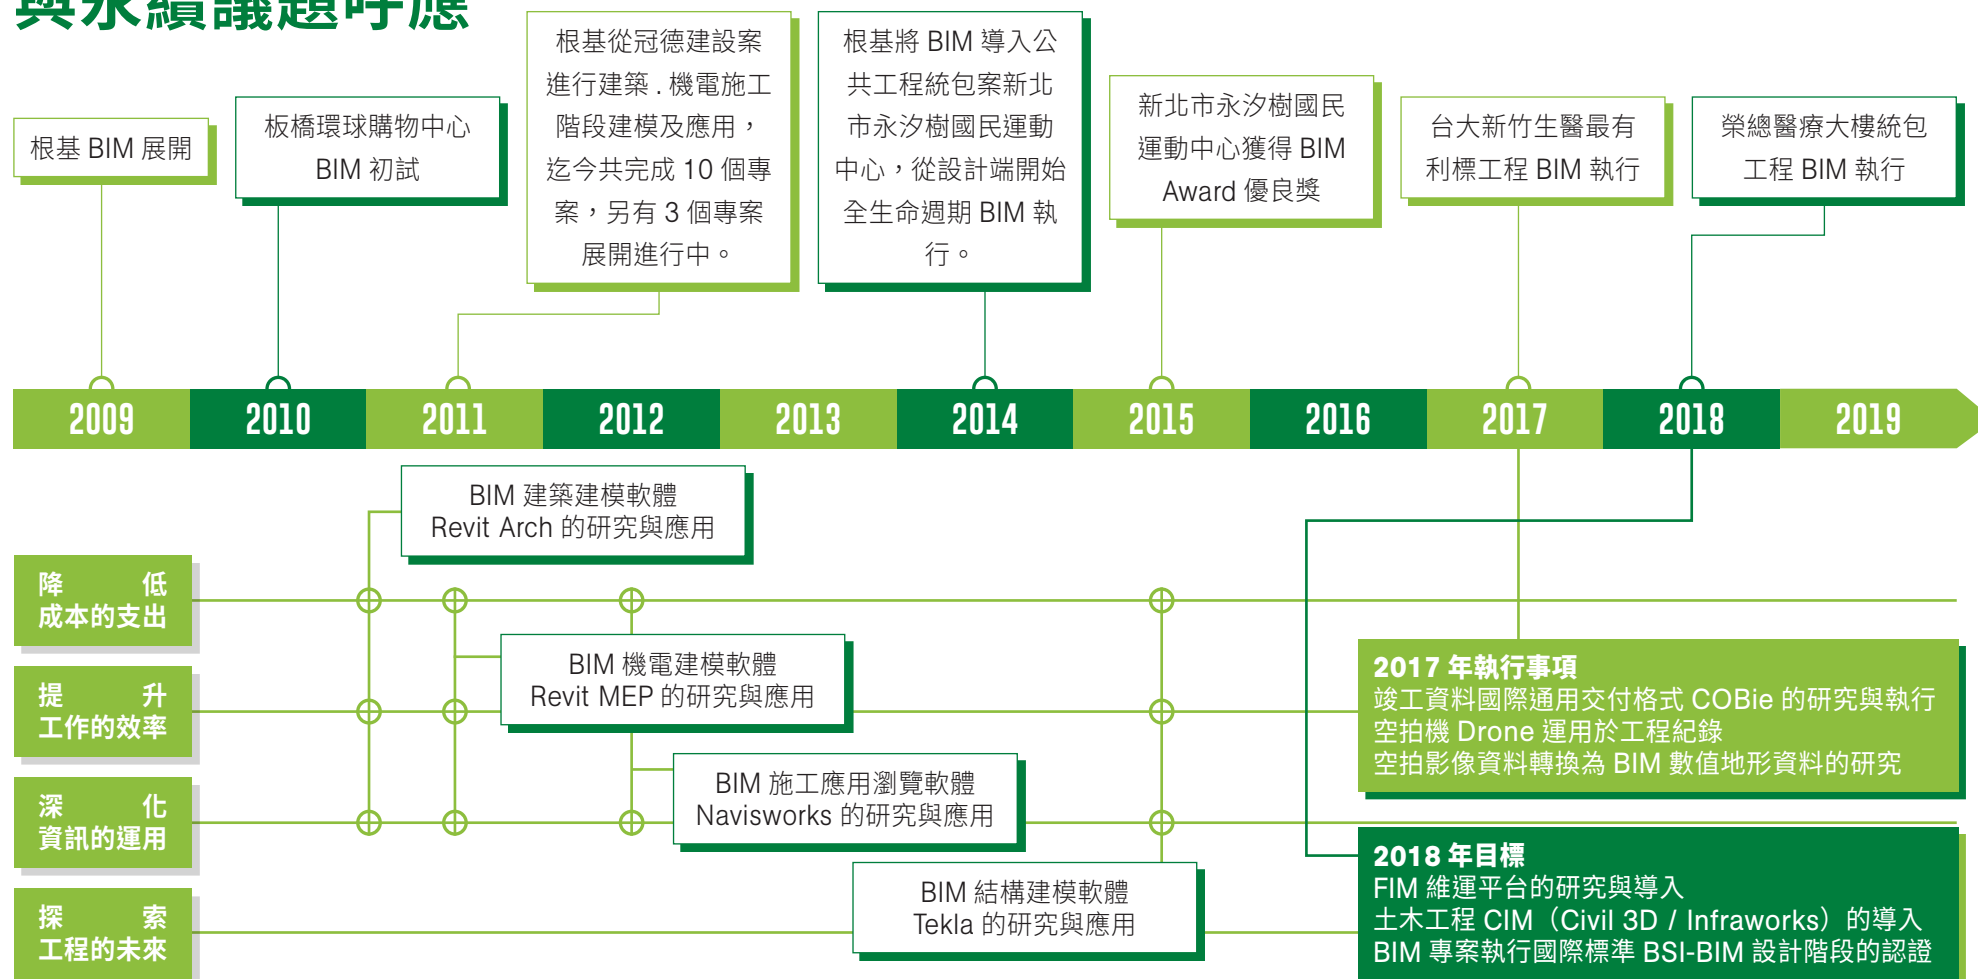 與永續議題呼應
根基 BIM 展開
板橋環球購物中心
BIM 初試
根基從冠德建設案
進行建築 . 機電施工
階段建模及應用，
迄今共完成 10 個專
案，另有 3 個專案
展開進行中。
根基將 BIM 導入公
共工程統包案新北
市永汐樹國民運動
中心，從設計端開始
全生命週期 BIM 執
行。
新北市永汐樹國民
運動中心獲得 BIM
Award 優良獎
台大新竹生醫最有
利標工程 BIM 執行
榮總醫療大樓統包
工程 BIM 執行
2009 2010 2011 2012 2013 2014 2015 2016 2017 2018 2019
BIM 建築建模軟體
Revit Arch 的研究與應用
降 低
成本的支出
BIM 機電建模軟體
Revit MEP 的研究與應用
提 升
工作的效率
2017 年執行事項
竣工資料國際通用交付格式 COBie 的研究與執行
空拍機 Drone 運用於工程紀錄
空拍影像資料轉換為 BIM 數值地形資料的研究
BIM 施工應用瀏覽軟體
Navisworks 的研究與應用
深 化
資訊的運用
BIM 結構建模軟體
Tekla 的研究與應用
2018 年目標
FIM 維運平台的研究與導入
土木工程 CIM（Civil 3D / Infraworks）的導入
BIM 專案執行國際標準 BSI-BIM 設計階段的認證
探 索
工程的未來